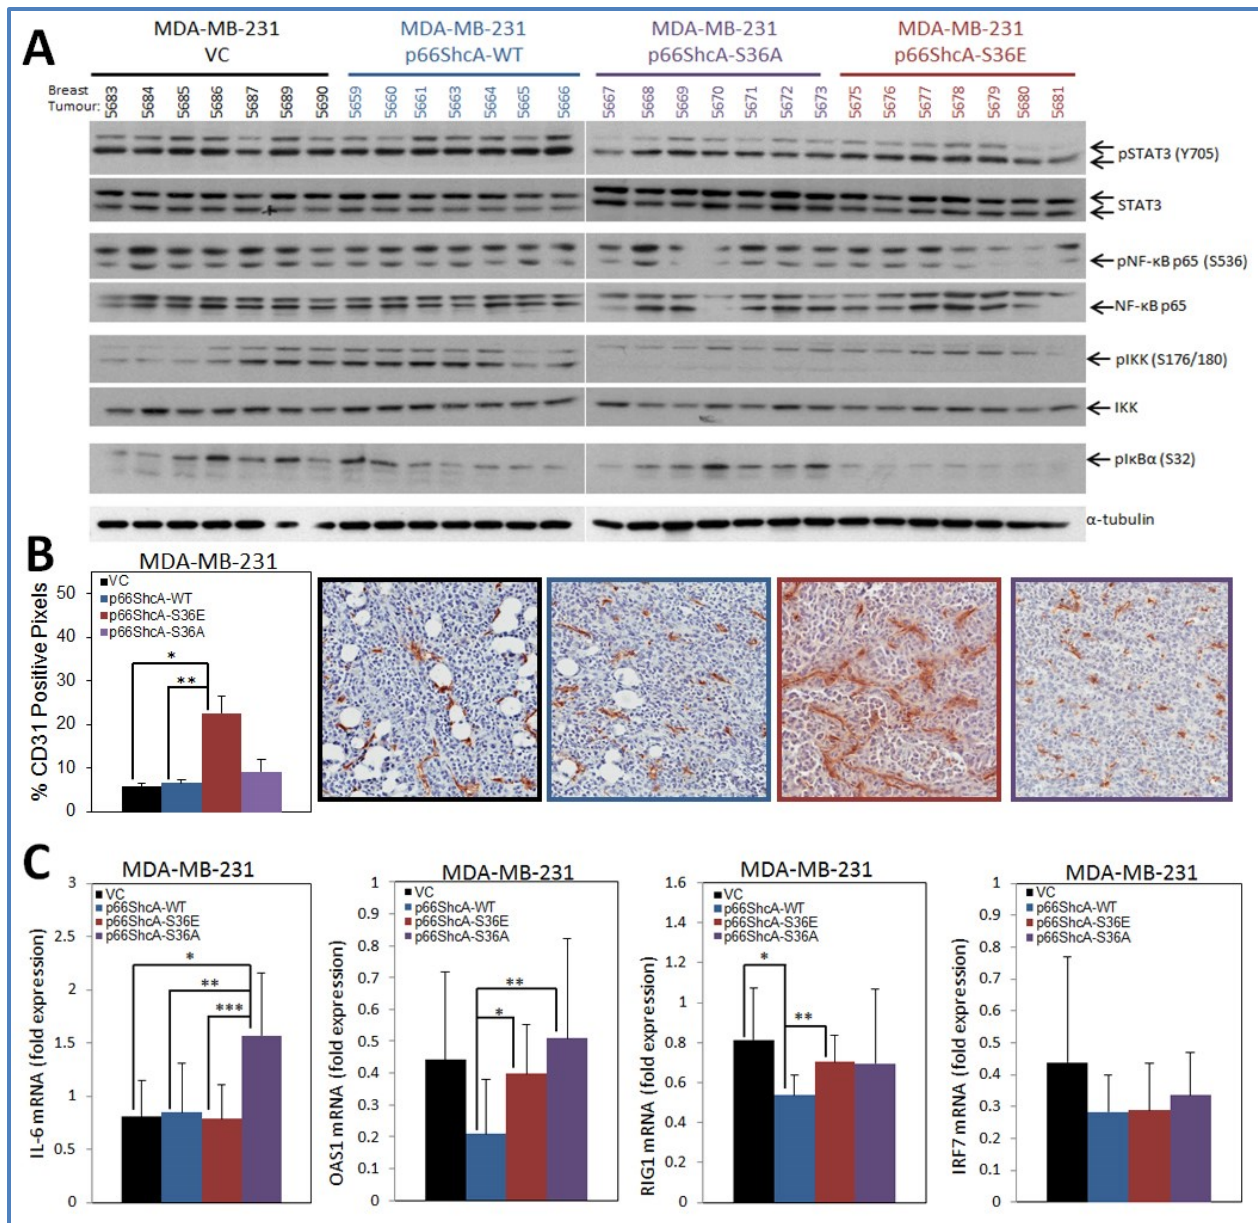 A
MDA-MB-231
VC
MDA-MB-231
p66ShcA-WT
MDA-MB-231
p66ShcA-S36A
MDA-MB-231
p66ShcA-S36E
Breast
Tumour:
5683 5684 5685 5686 5687 5689 5690 5659 5660 5661 5663 5664 5665 5666 5667 5668 5669 5670 5671 5672 5673 5675 5676 5677 5678 5679 5680 5681
pSTAT3 (Y705)
STAT3
pNF-κB p65 (S536)
NF-κB p65
pIKK (S176/180)
IKK
pIκBα (S32)
α-tubulin
B
MDA-MB-231
% CD31 Positive Pixels
50
40
30
20
10
0
VC
p66ShcA-WT
p66ShcA-S36E
p66ShcA-S36A
*
**
C
MDA-MB-231
IL-6 mRNA (fold expression)
3
2.5
2
1.5
1
0.5
0
VC
p66ShcA-WT
p66ShcA-S36E
p66ShcA-S36A
*
**
***
MDA-MB-231
OAS1 mRNA (fold expression)
1
0.9
0.8
0.7
0.6
0.5
0.4
0.3
0.2
0.1
0
VC
p66ShcA-WT
p66ShcA-S36E
p66ShcA-S36A
**
*
MDA-MB-231
RIG1 mRNA (fold expression)
1.6
1.4
1.2
1
0.8
0.6
0.4
0.2
0
VC
p66ShcA-WT
p66ShcA-S36E
p66ShcA-S36A
*
**
MDA-MB-231
IRF7 mRNA (fold expression)
1
0.9
0.8
0.7
0.6
0.5
0.4
0.3
0.2
0.1
0
VC
p66ShcA-WT
p66ShcA-S36E
p66ShcA-S36A